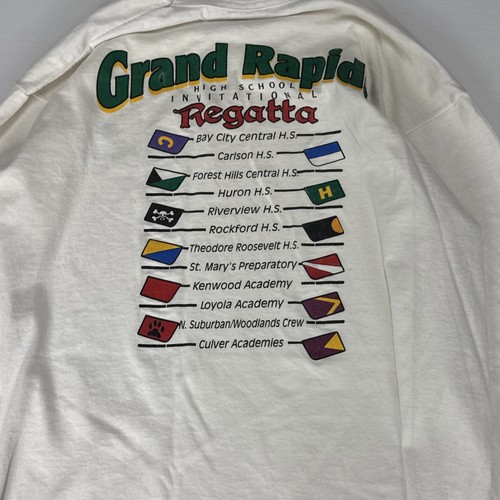 Grand Rapids
HIGH SCHOOL
INVITATIONAL
Regatta
C
Bay City Central H.S.
Carlson H.S.
Forest Hills Central H.S.
Huron H.S.
H
Riverview H.S.
Rockford H.S.
Theodore Roosevelt H.S.
St. Mary's Preparatory
Kenwood Academy
Loyola Academy
N. Suburban/Woodlands Crew
Culver Academies